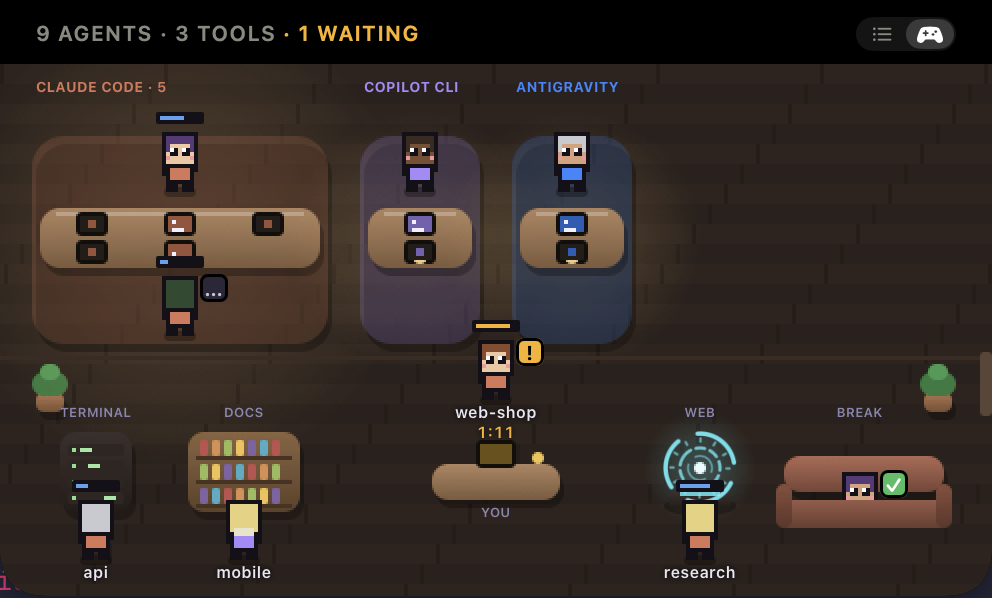 9 AGENTS · 3 TOOLS · 1 WAITING
CLAUDE CODE · 5
COPILOT CLI
ANTIGRAVITY
...
!
TERMINAL
DOCS
web-shop
1:11
WEB
BREAK
YOU
api
mobile
research